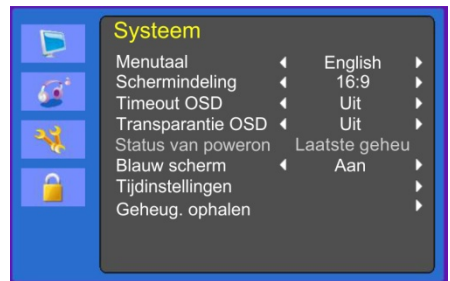 Systeem
Menutaal English
Schermindeling 16:9
Timeout OSD Uit
Transparantie OSD Uit
Status van poweron Laatste geheu
Blauw scherm Aan
Tijdinstellingen
Geheug. ophalen